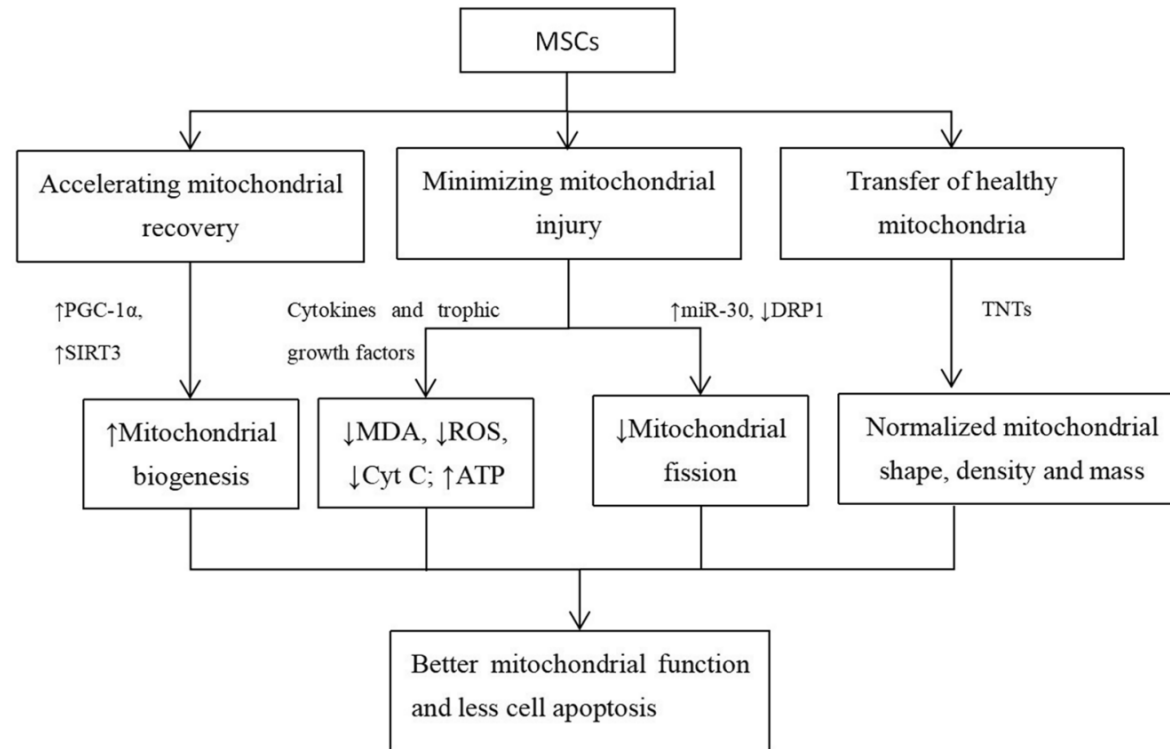 MSCs
Accelerating mitochondrial
recovery
Minimizing mitochondrial
injury
Transfer of healthy
mitochondria
↑PGC-1α,
↑SIRT3
Cytokines and trophic
growth factors
↑miR-30, ↓DRP1
TNTs
↑Mitochondrial
biogenesis
↓MDA, ↓ROS,
↓Cyt C; ↑ATP
↓Mitochondrial
fission
Normalized mitochondrial
shape, density and mass
Better mitochondrial function
and less cell apoptosis